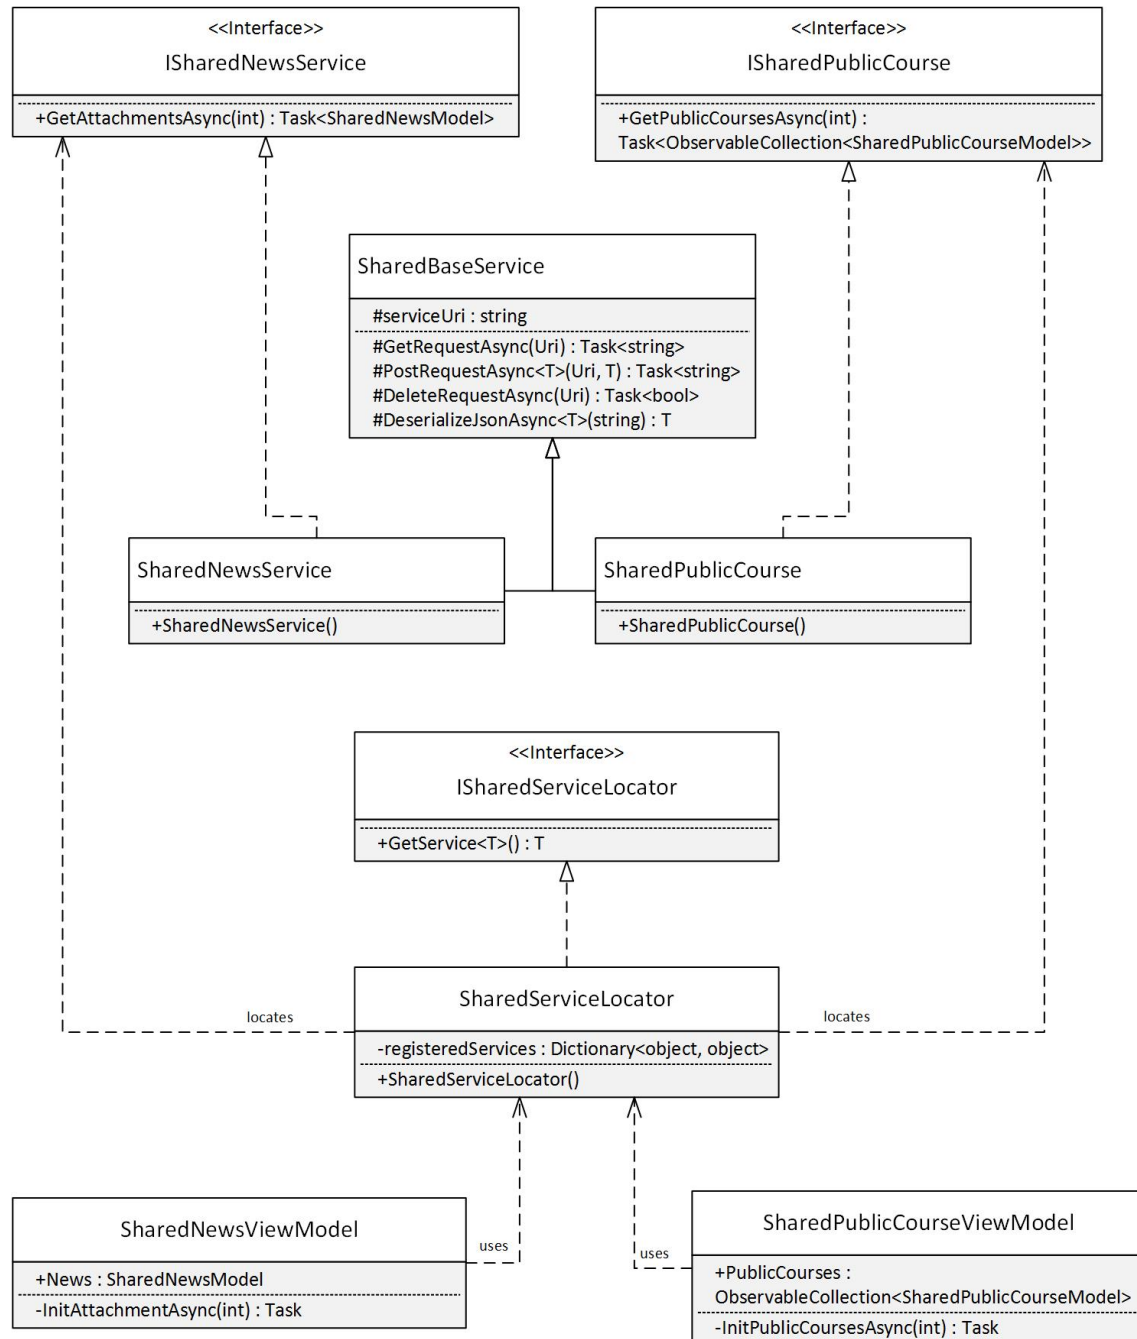 <<Interface>>
ISharedNewsService
+GetAttachmentsAsync(int) : Task<SharedNewsModel>
<<Interface>>
ISharedPublicCourse
+GetPublicCoursesAsync(int) :
Task<ObservableCollection<SharedPublicCourseModel>>
SharedBaseService
#serviceUri : string
#GetRequestAsync(Uri) : Task<string>
#PostRequestAsync<T>(Uri, T) : Task<string>
#DeleteRequestAsync(Uri) : Task<bool>
#DeserializeJsonAsync<T>(string) : T
SharedNewsService
+SharedNewsService()
SharedPublicCourse
+SharedPublicCourse()
<<Interface>>
ISharedServiceLocator
+GetService<T>() : T
locates
SharedServiceLocator
-registeredServices : Dictionary<object, object>
+SharedServiceLocator()
locates
SharedNewsViewModel
+News : SharedNewsModel
-InitAttachmentAsync(int) : Task
uses
uses
SharedPublicCourseViewModel
+PublicCourses :
ObservableCollection<SharedPublicCourseModel>
-InitPublicCoursesAsync(int) : Task